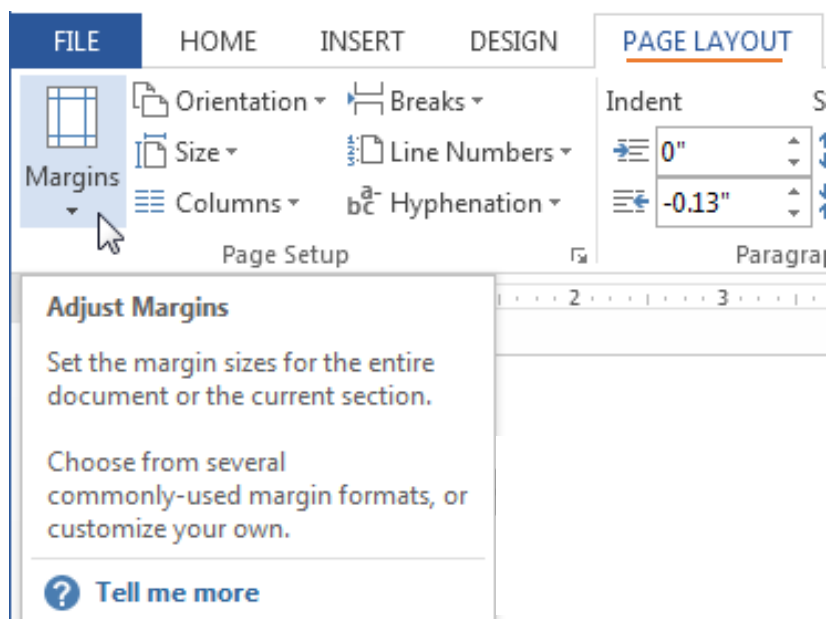 FILE HOME INSERT DESIGN PAGE LAYOUT
Orientation Breaks Indent S
Size Line Numbers 0"
Margins
Columns Hyphenation -0.13"
Page Setup Paragra
2 3
Adjust Margins
Set the margin sizes for the entire
document or the current section.
Choose from several
commonly-used margin formats, or
customize your own.
? Tell me more